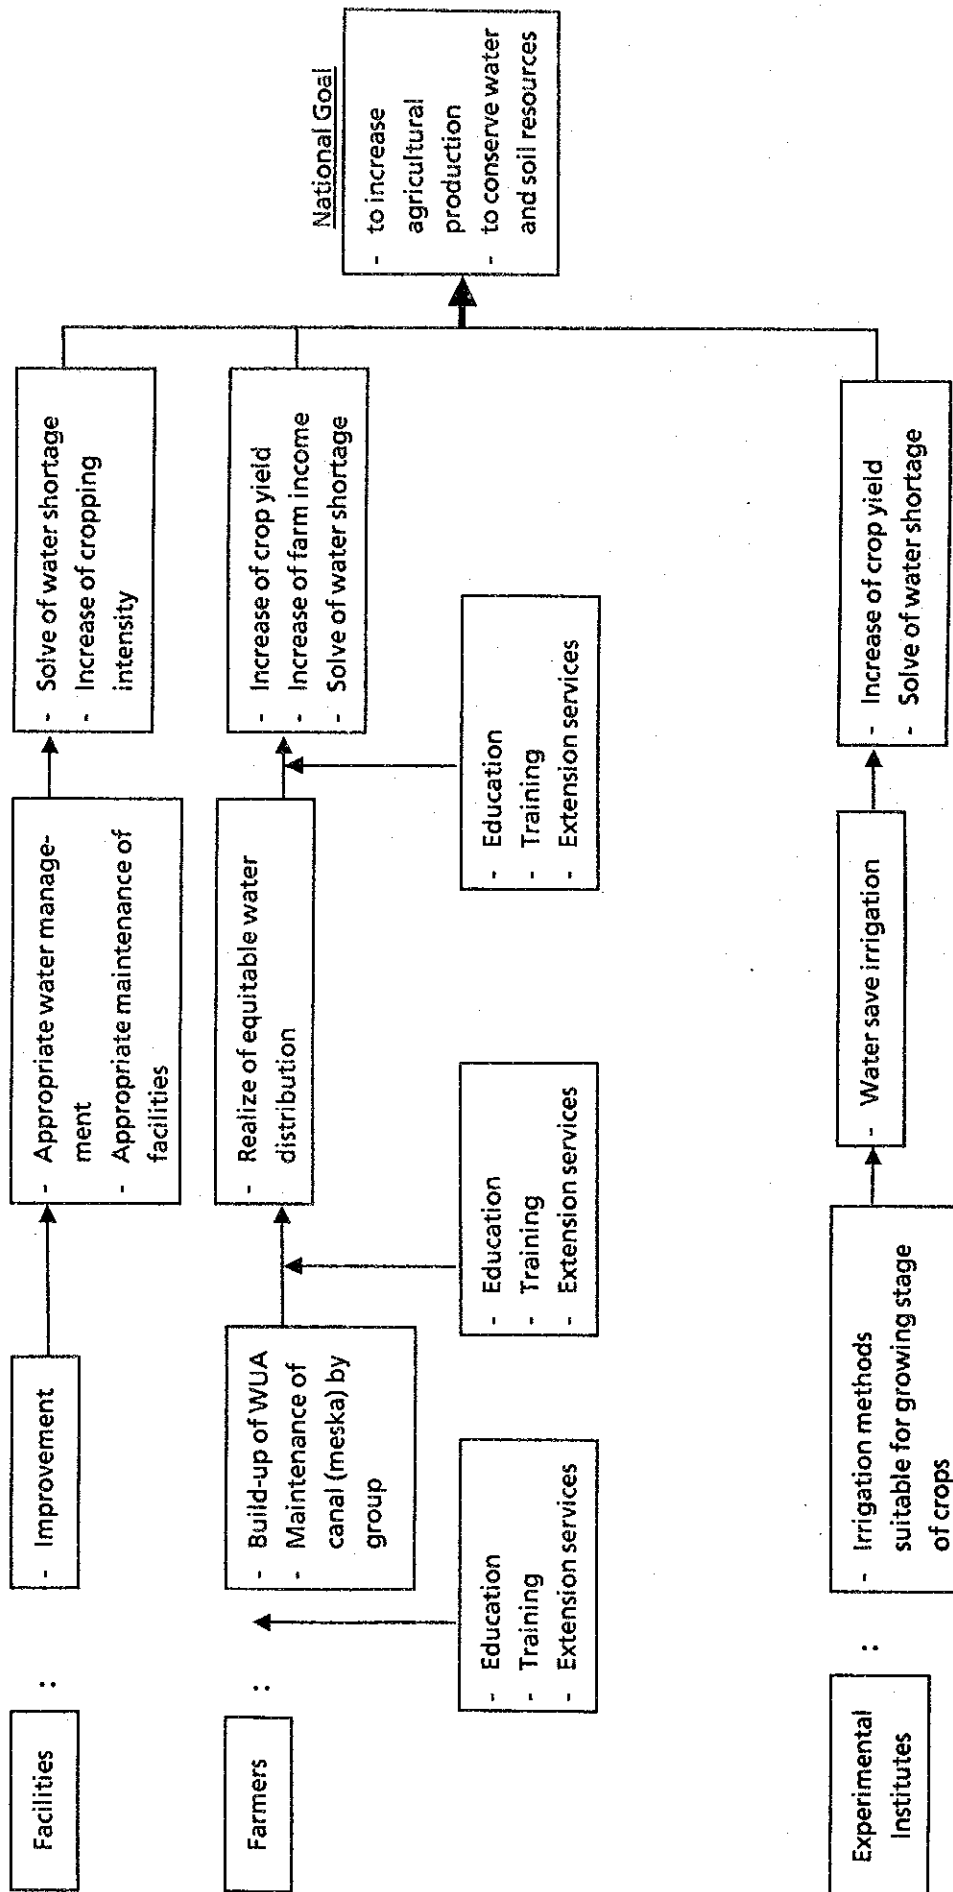 Facilities
:
- Improvement
- Appropriate water manage-
ment
- Appropriate maintenance of
facilities
- Solve of water shortage
- Increase of cropping
intensity
Farmers
:
- Build-up of WUA
- Maintenance of
canal (meska) by
group
- Realize of equitable water
distribution
- Increase of crop yield
- Increase of farm income
- Solve of water shortage
- Education
- Training
- Extension services
- Education
- Training
- Extension services
- Education
- Training
- Extension services
Experimental
Institutes
:
- Irrigation methods
suitable for growing stage
of crops
- Water save irrigation
- Increase of crop yield
- Solve of water shortage
National Goal
- to increase
agricultural
production
- to conserve water
and soil resources